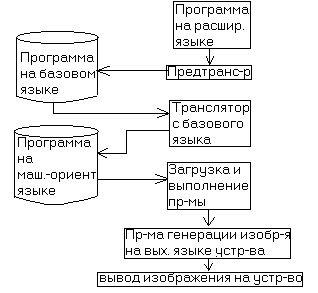 Программа
на расшир.
языке
Предтранс-р
Программа
на базовом
языке
Транслятор
с базового
языка
Программа
на
маш.-ориент
языке
Загрузка и
выполнение
пр-мы
Пр-ма генерации изобр-я
на вых. языке устр-ва
вывод изображения на устр-во